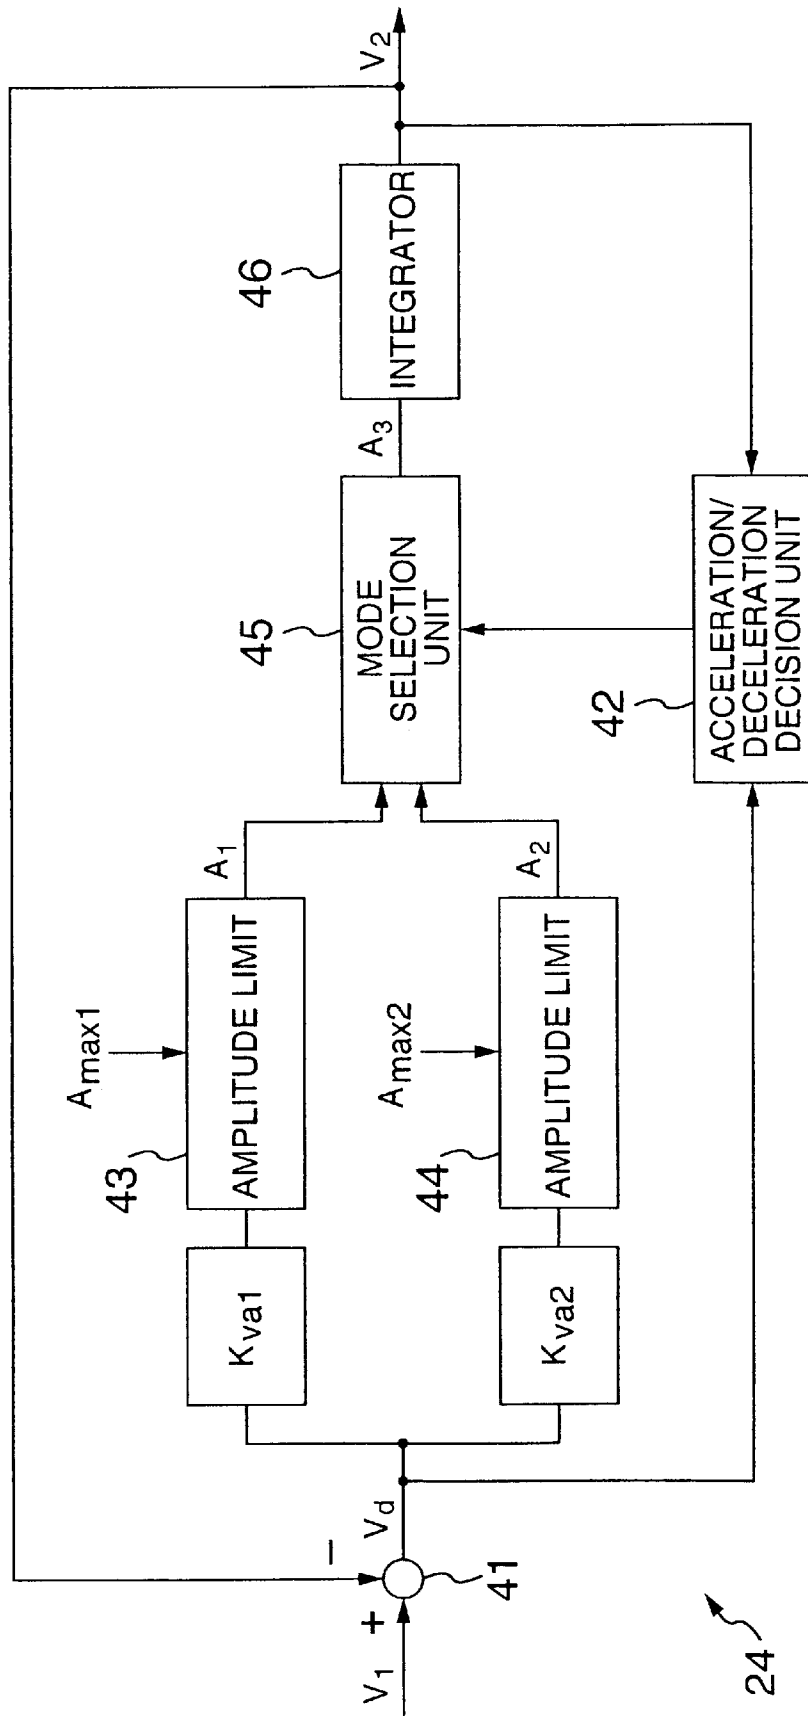 V1
+
−
41
Vd
24
Kva1
Kva2
43
Amax1
AMPLITUDE LIMIT
A1
44
Amax2
AMPLITUDE LIMIT
A2
45
MODE
SELECTION
UNIT
A3
46
INTEGRATOR
V2
42
ACCELERATION/
DECELERATION
DECISION UNIT